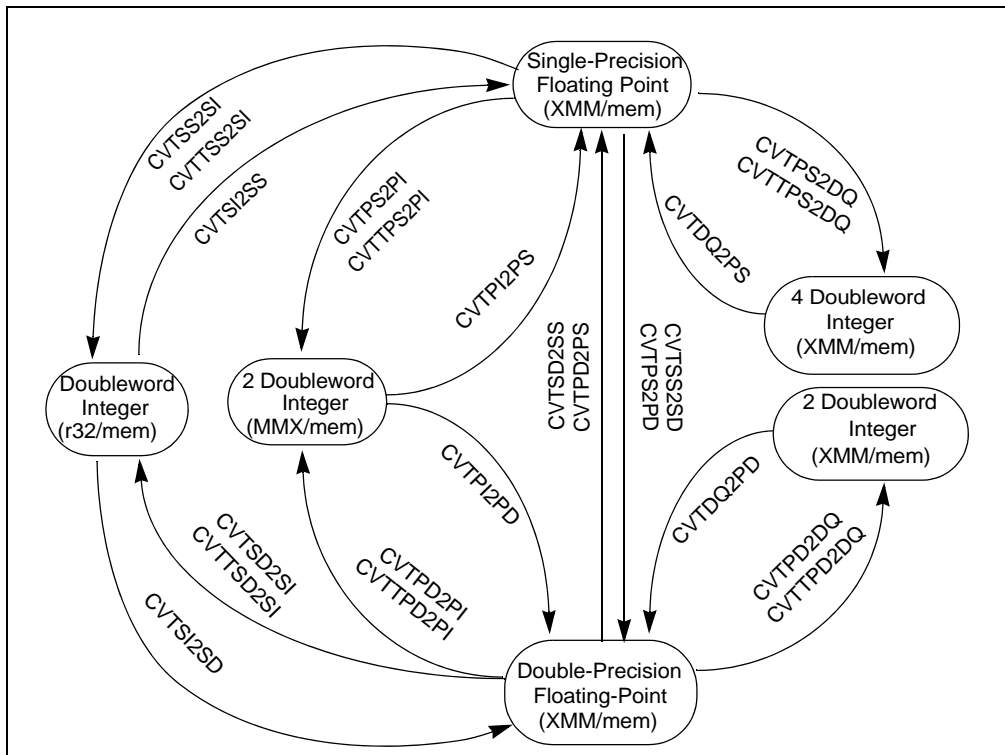 Single-Precision
Floating Point
(XMM/mem)
CVTSS2SI
CVTTSS2SI
CVTSI2SS
CVTPS2PI
CVTTPS2PI
CVTPI2PS
CVTPS2DQ
CVTTPS2DQ
CVTDQ2PS
4 Doubleword
Integer
(XMM/mem)
Doubleword
Integer
(r32/mem)
2 Doubleword
Integer
(MMX/mem)
CVTSD2SS
CVTPD2PS
CVTSS2SD
CVTPS2PD
2 Doubleword
Integer
(XMM/mem)
CVTPI2PD
CVTDQ2PD
CVTSD2SI
CVTTSD2SI
CVTPD2PI
CVTTPD2PI
CVTPD2DQ
CVTTPD2DQ
CVTSI2SD
Double-Precision
Floating-Point
(XMM/mem)